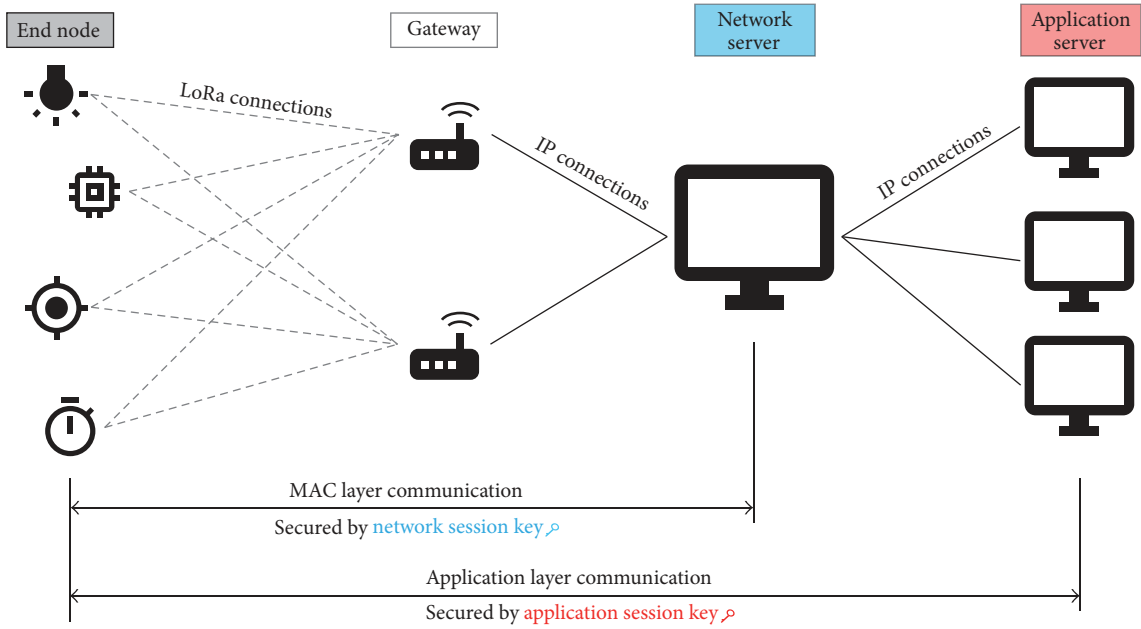 End node
Gateway
Network
server
Application
server
LoRa connections
IP connections
IP connections
MAC layer communication
Secured by network session key
Application layer communication
Secured by application session key